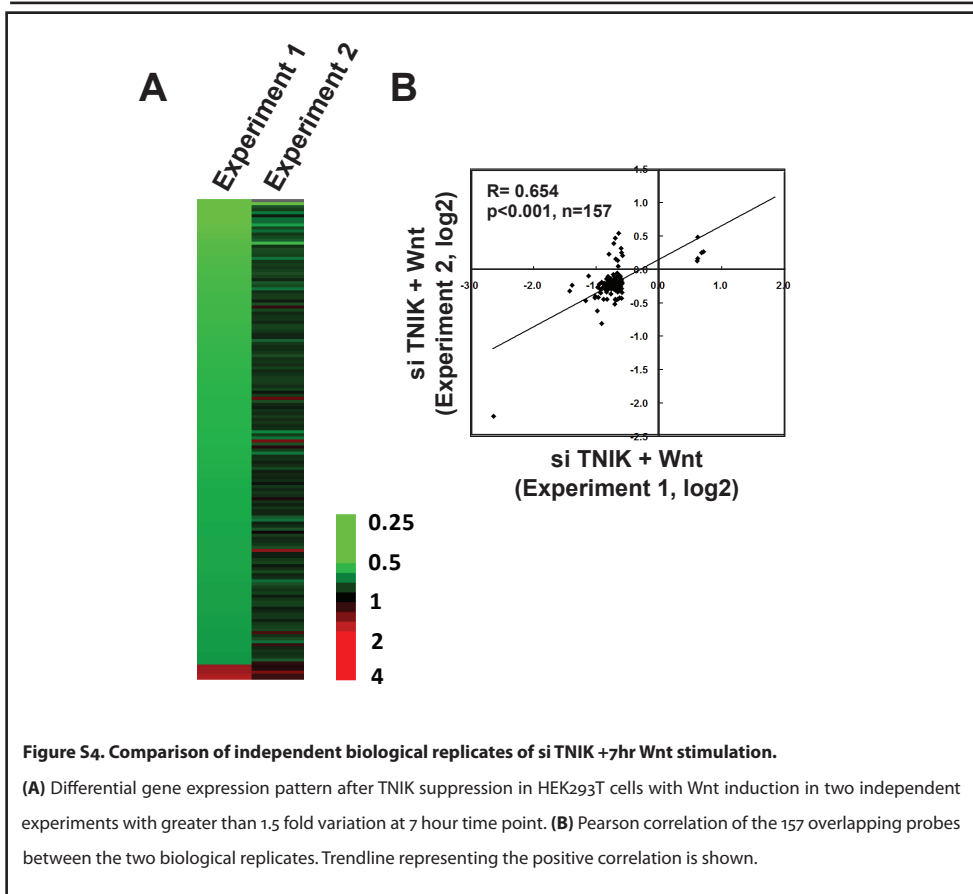 A
Experiment 1
Experiment 2
0.25
0.5
1
2
4
B
R= 0.654
p<0.001, n=157
1.5
1.0
0.5
0.0
-0.5
-1.0
-1.5
-2.0
-2.5
-3.0
-2.0
-1.0
0.0
1.0
2.0
si TNIK + Wnt
(Experiment 2, log2)
si TNIK + Wnt
(Experiment 1, log2)
Figure S4. Comparison of independent biological replicates of si TNIK +7hr Wnt stimulation.
(A) Differential gene expression pattern after TNIK suppression in HEK293T cells with Wnt induction in two independent
experiments with greater than 1.5 fold variation at 7 hour time point. (B) Pearson correlation of the 157 overlapping probes
between the two biological replicates. Trendline representing the positive correlation is shown.